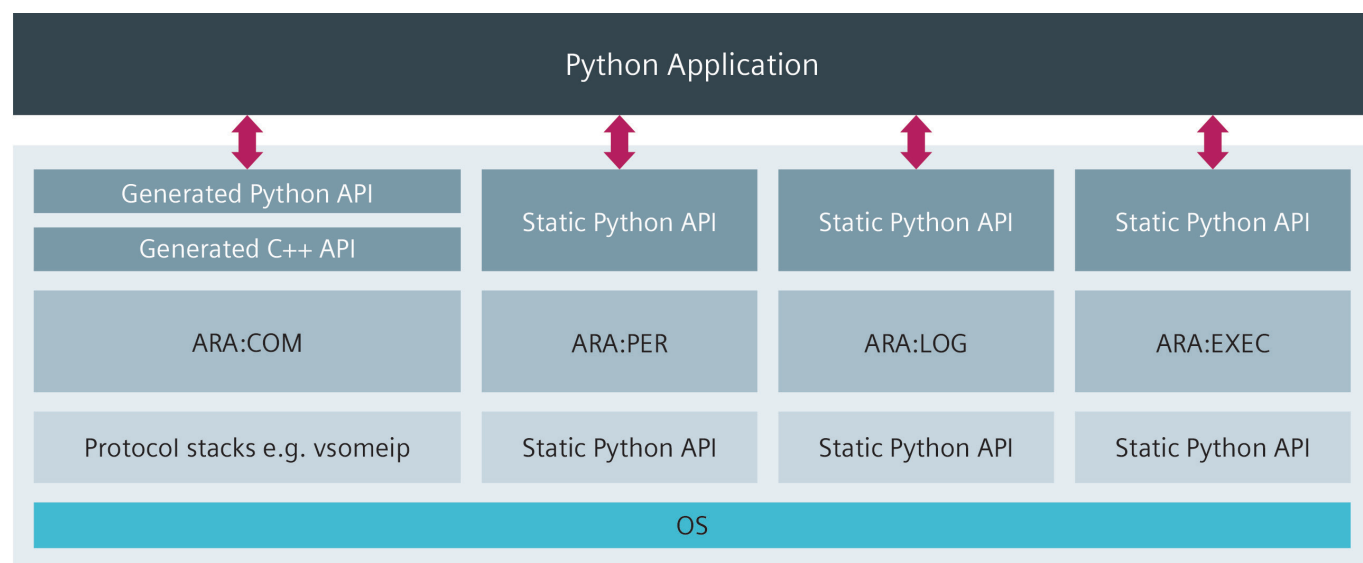 Python Application
Generated Python API
Generated C++ API
Static Python API
Static Python API
Static Python API
ARA:COM
ARA:PER
ARA:LOG
ARA:EXEC
Protocol stacks e.g. vsomeip
Static Python API
Static Python API
Static Python API
OS